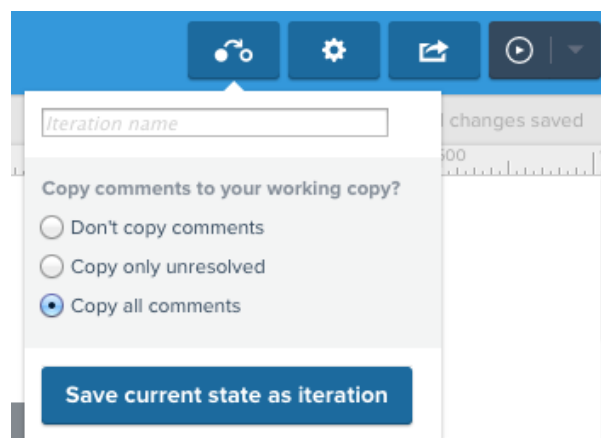 Iteration name
changes saved
500
Copy comments to your working copy?
Don't copy comments
Copy only unresolved
Copy all comments
Save current state as iteration